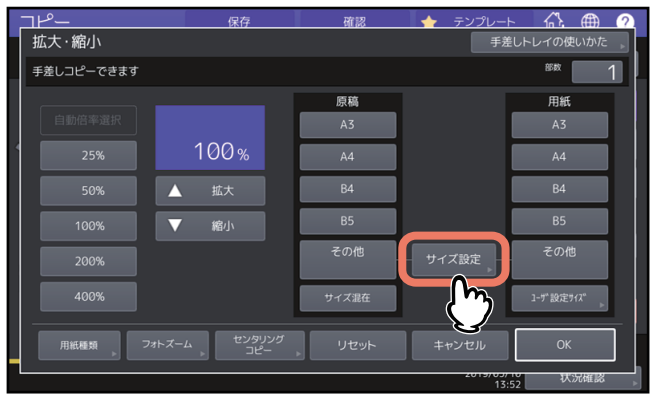 コピー
保存
確認
テンプレート
?
拡大・縮小
手差しトレイの使いかた
手差しコピーできます
部数
1
原稿
用紙
自動倍率選択
100%
A3
A3
25%
A4
A4
50%
拡大
B4
B4
100%
縮小
B5
B5
200%
その他
サイズ設定
その他
400%
サイズ混在
ﾕｰｻﾞ設定ｻｲｽﾞ
用紙種類
フォトズーム
センタリング
コピー
リセット
キャンセル
OK
13:52
状況確認